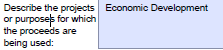 Describe the projects
or purposes for which
the proceeds are
being used:
Economic Development